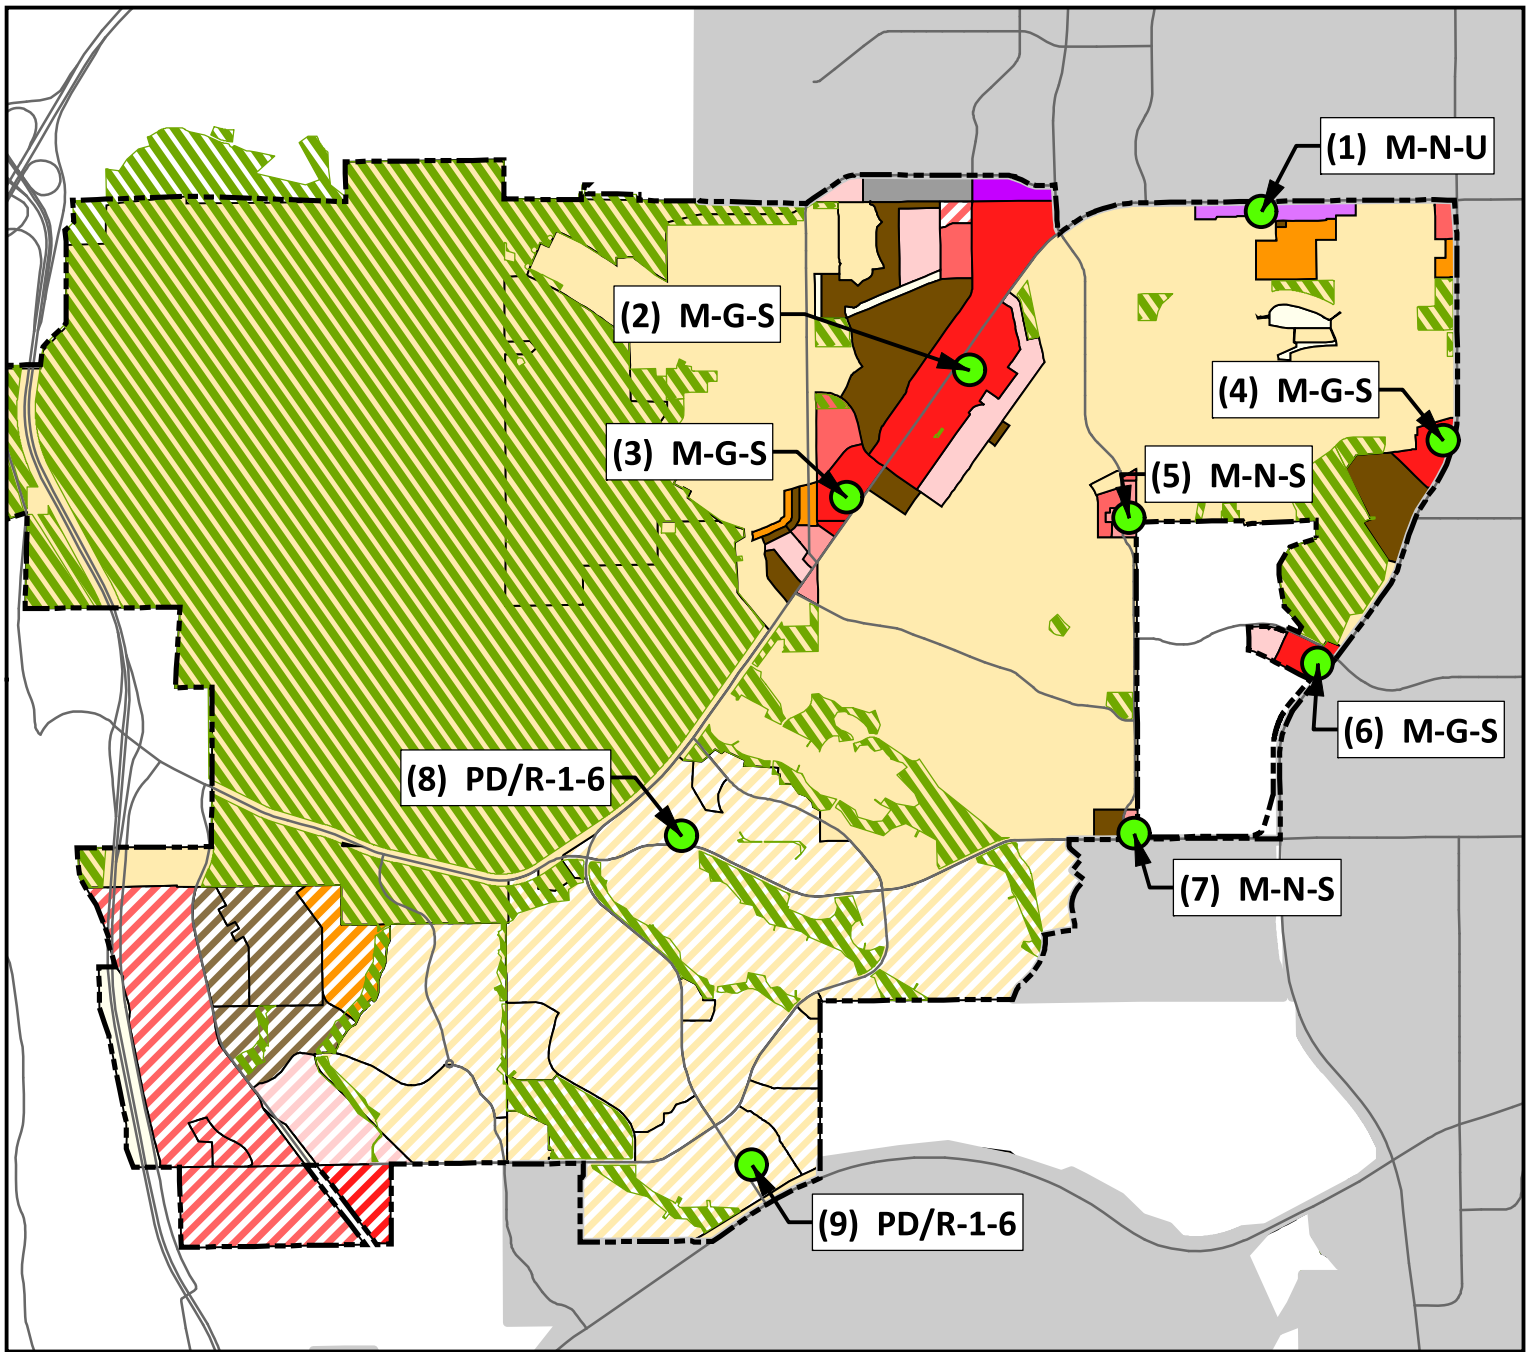 (1) M-N-U
(2) M-G-S
(4) M-G-S
(3) M-G-S
(5) M-N-S
(6) M-G-S
(8) PD/R-1-6
(7) M-N-S
(9) PD/R-1-6